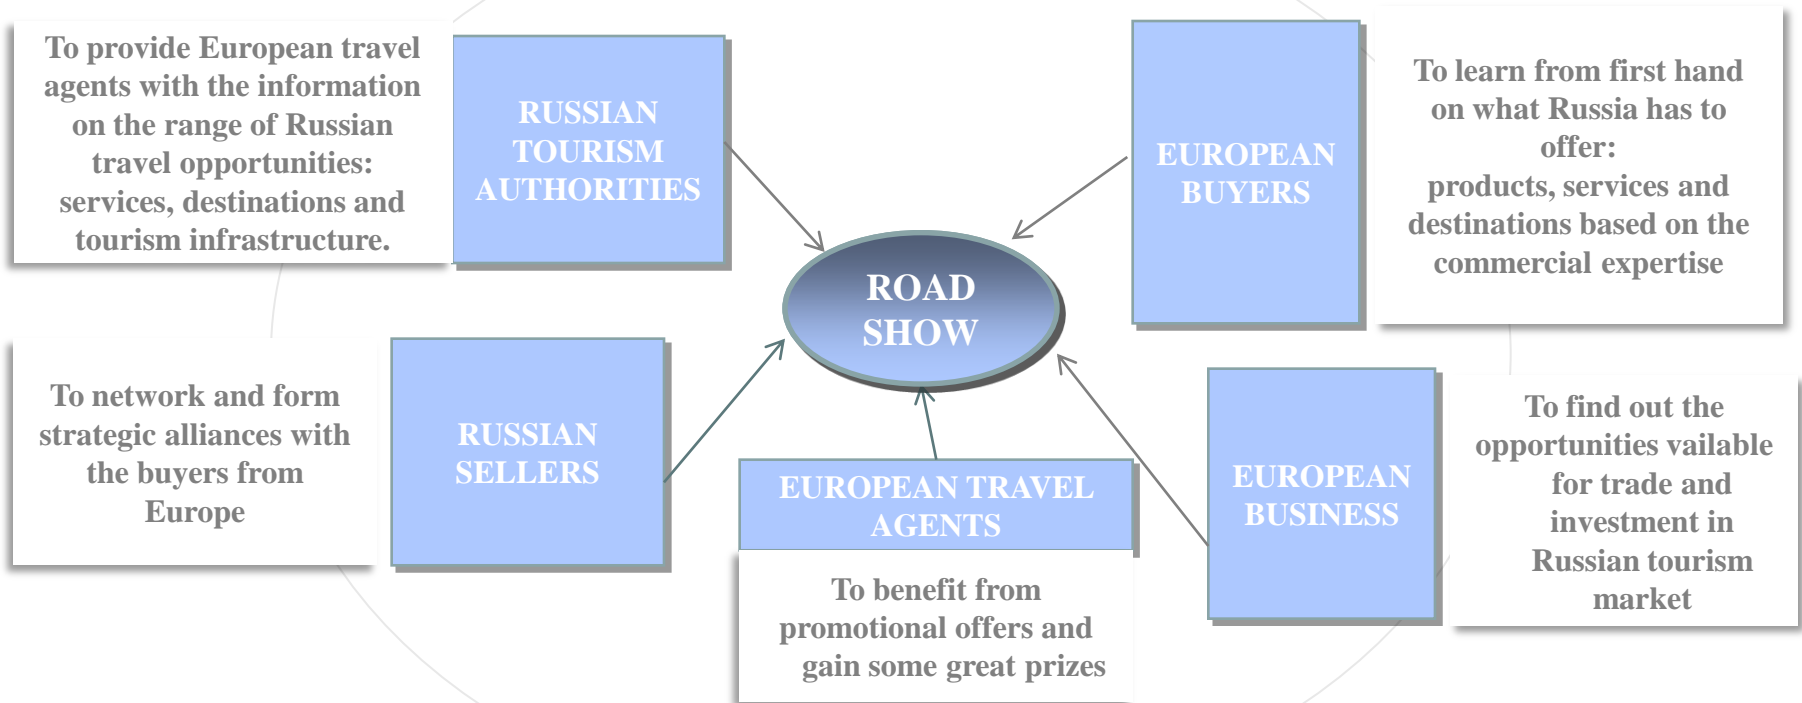 To provide European travel
agents with the information
on the range of Russian
travel opportunities:
services, destinations and
tourism infrastructure.
RUSSIAN
TOURISM
AUTHORITIES
EUROPEAN
BUYERS
To learn from first hand
on what Russia has to
offer:
products, services and
destinations based on the
commercial expertise
ROAD
SHOW
To network and form
strategic alliances with
the buyers from
Europe
RUSSIAN
SELLERS
EUROPEAN TRAVEL
AGENTS
To benefit from
promotional offers and
gain some great prizes
EUROPEAN
BUSINESS
To find out the
opportunities vailable
for trade and
investment in
Russian tourism
market